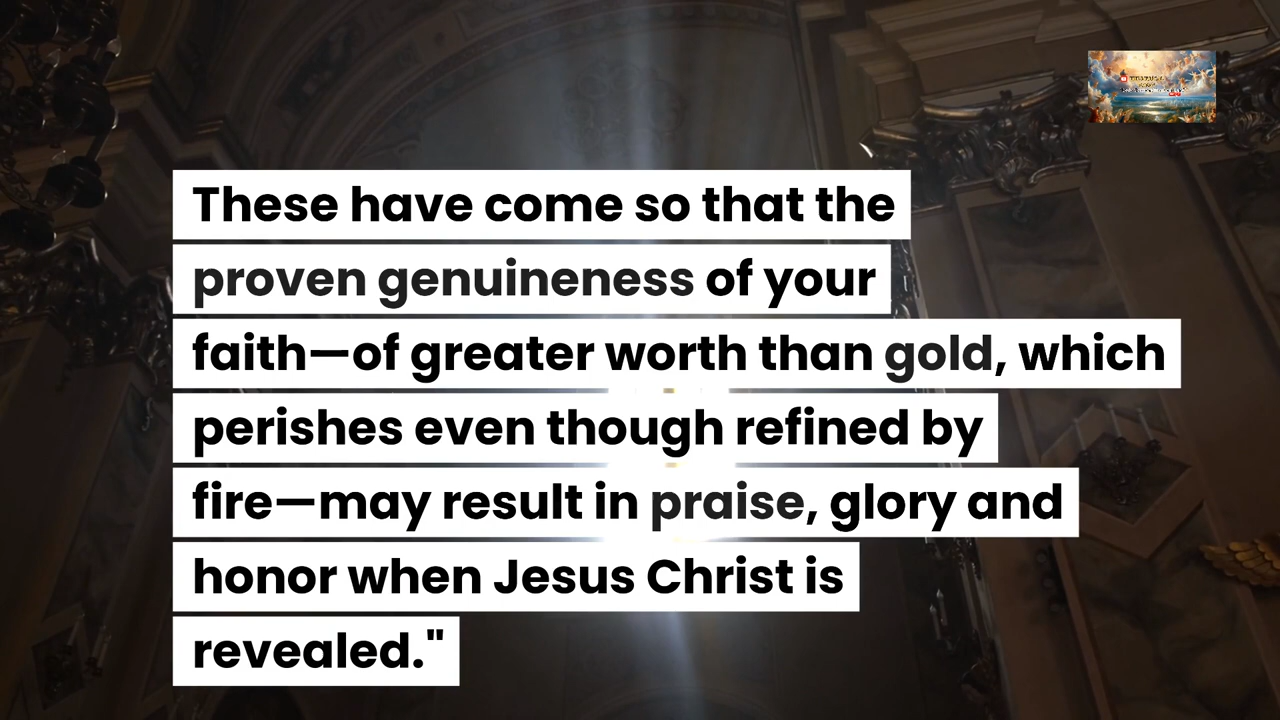 These have come so that the
proven genuineness of your
faith—of greater worth than gold, which
perishes even though refined by
fire—may result in praise, glory and
honor when Jesus Christ is
revealed."